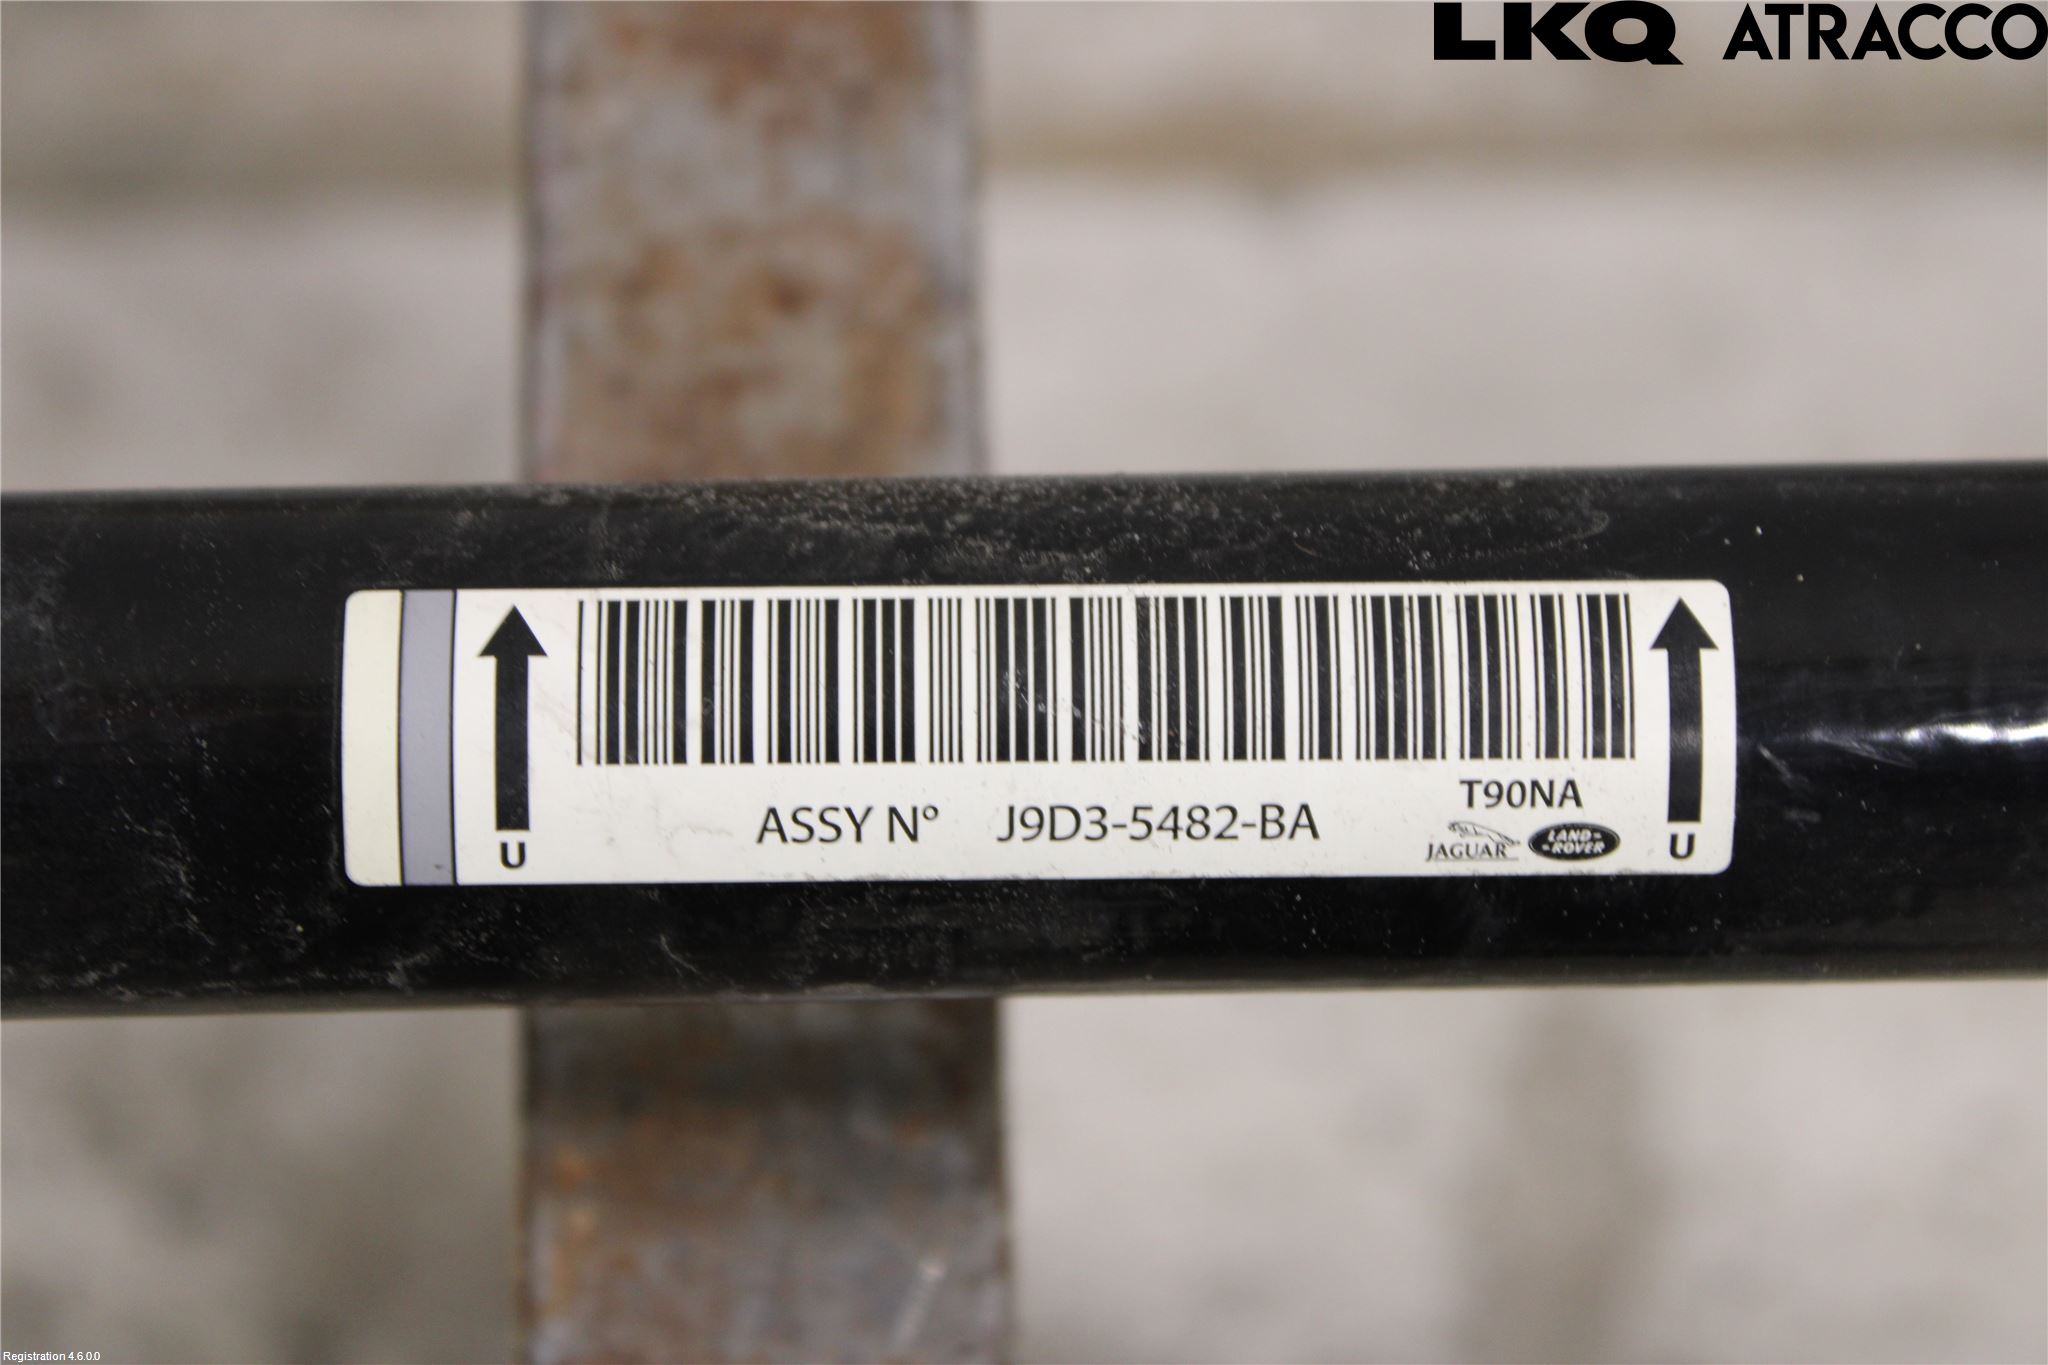 LKQ ATRACCO
ASSY N° J9D3-5482-BA
T90NA
JAGUAR LAND-
-ROVER
U U
Registration 4.6.0.0